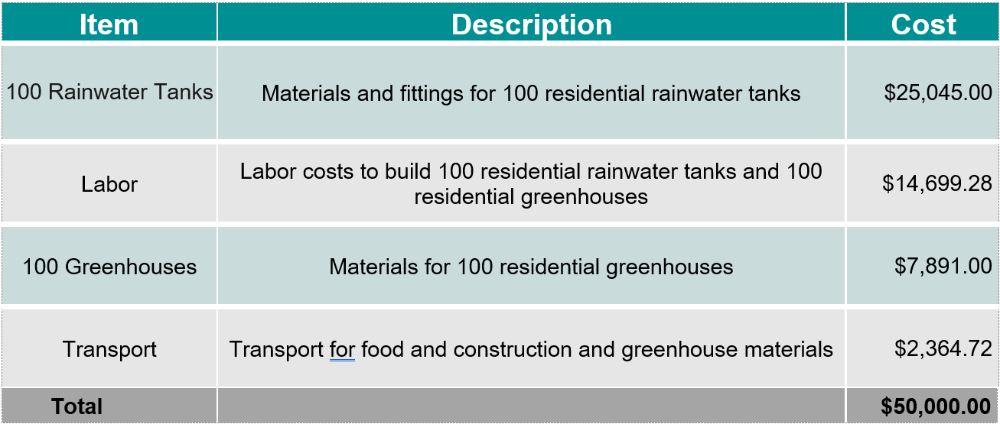 Item Description Cost
100 Rainwater Tanks Materials and fittings for 100 residential rainwater tanks $25,045.00
Labor Labor costs to build 100 residential rainwater tanks and 100
residential greenhouses $14,699.28
100 Greenhouses Materials for 100 residential greenhouses $7,891.00
Transport Transport for food and construction and greenhouse materials $2,364.72
Total $50,000.00